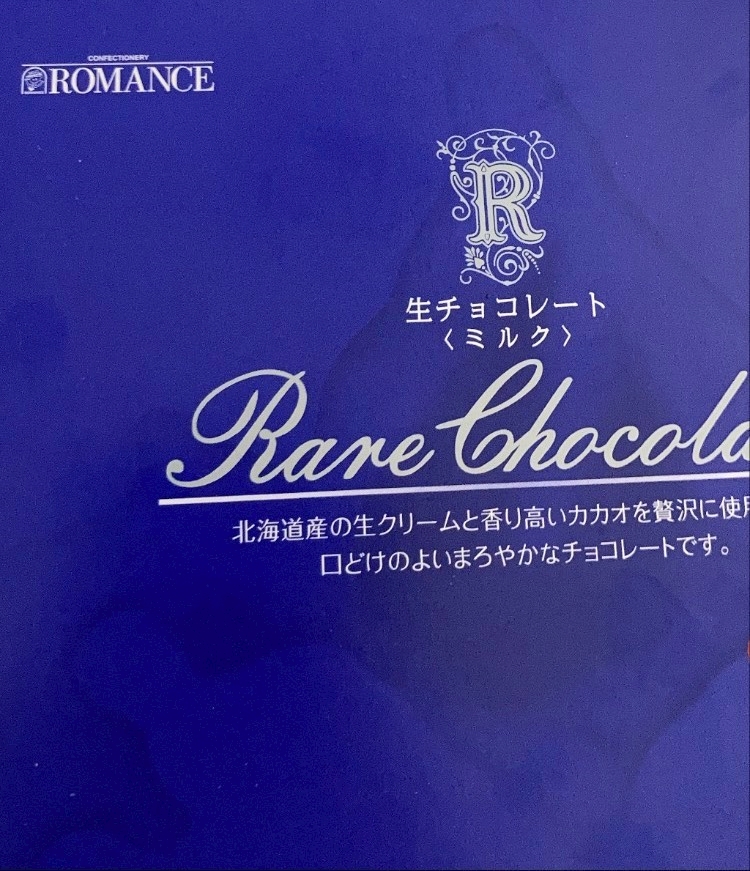 CONFECTIONERY
ROMANCE
R
生チョコレート
〈ミルク〉
Rare Chocola
北海道産の生クリームと香り高いカカオを贅沢に使用
口どけのよいまろやかなチョコレートです。